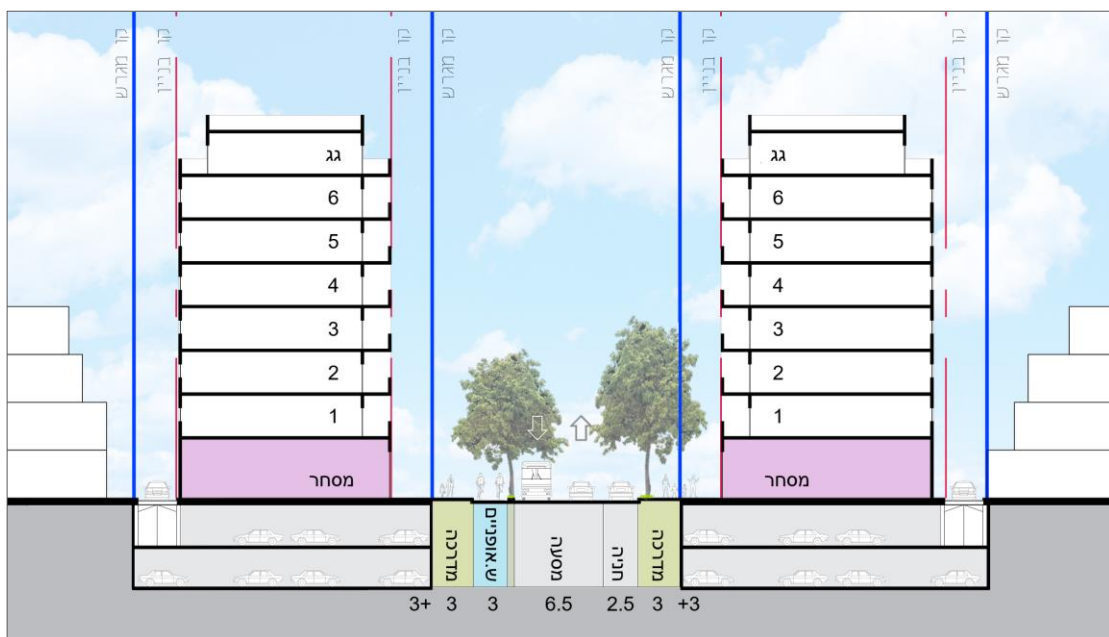 קו מגרש
קו בניין
קו בניין
קו מגרש
קו מגרש
קו בניין
קו בניין
קו מגרש
גג
6
5
4
3
2
1
מסחר
גג
6
5
4
3
2
1
מסחר
מדרכה
ש.אופניים
מסעה
חניה
מדרכה
3+ 3 3 6.5 2.5 3 +3